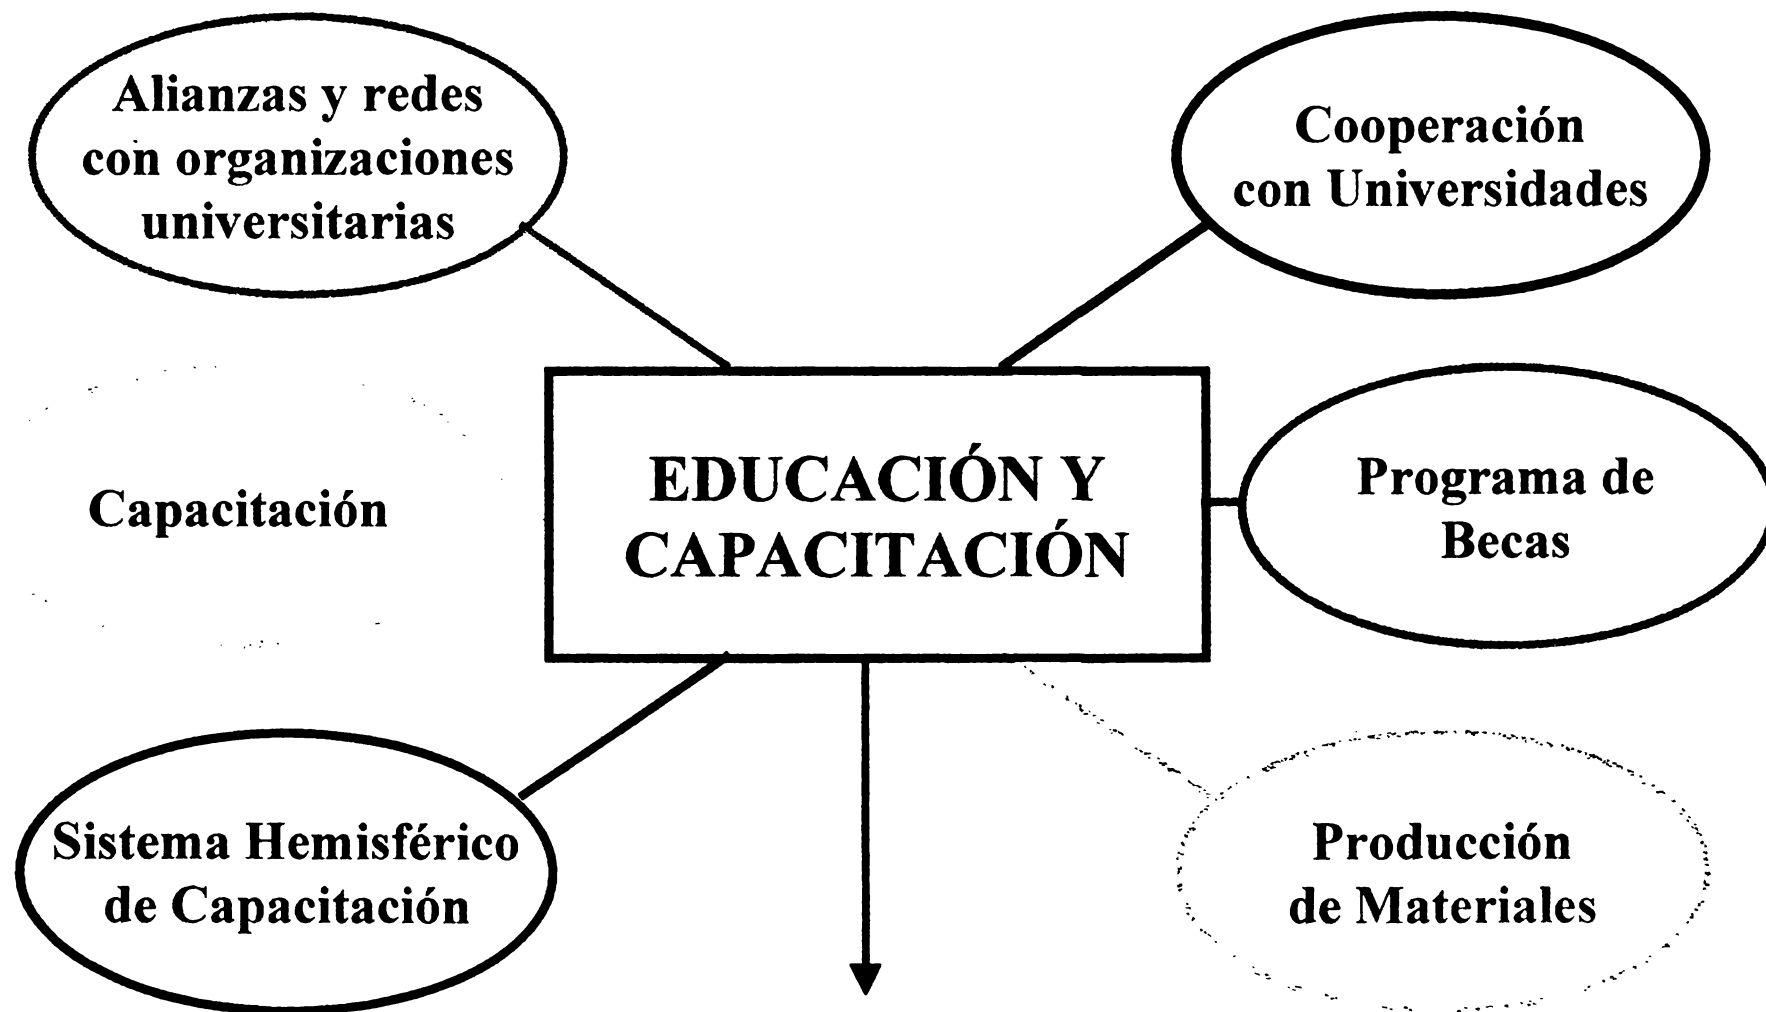 Alianzas y redes
con organizaciones
universitarias
Cooperación
con Universidades
Capacitación
EDUCACIÓN Y
CAPACITACIÓN
Programa de
Becas
Sistema Hemisférico
de Capacitación
Producción
de Materiales